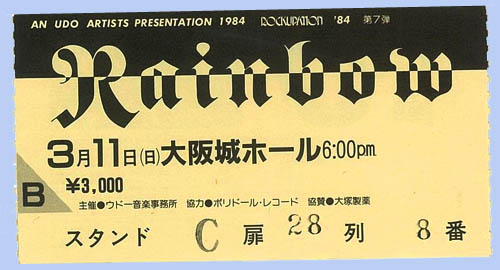 AN UDO ARTISTS PRESENTATION 1984 ROCKUPATION '84 第7弾
Rainbow
3月11日(日)大阪城ホール6:00pm
B
¥3,000
主催●ウドー音楽事務所 協力●ポリドール・レコード 協賛●大塚製薬
スタンド C 扉 28 列 8 番